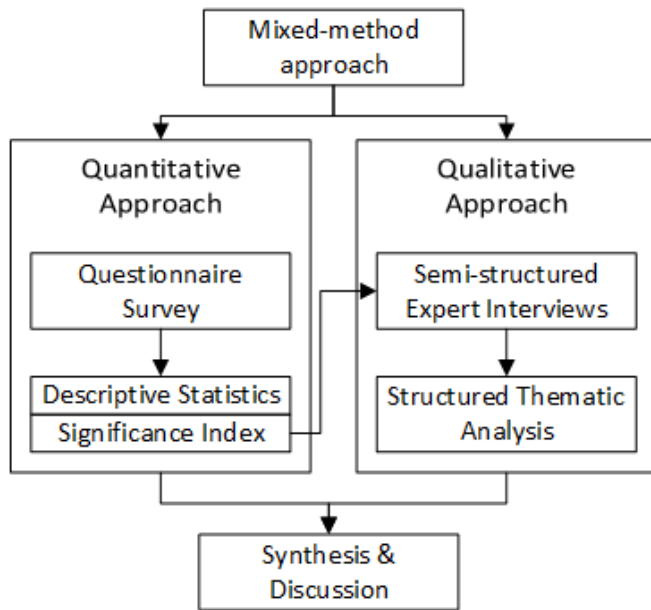 Mixed-method
approach
Quantitative
Approach
Questionnaire
Survey
Descriptive Statistics
Significance Index
Qualitative
Approach
Semi-structured
Expert Interviews
Structured Thematic
Analysis
Synthesis &
Discussion